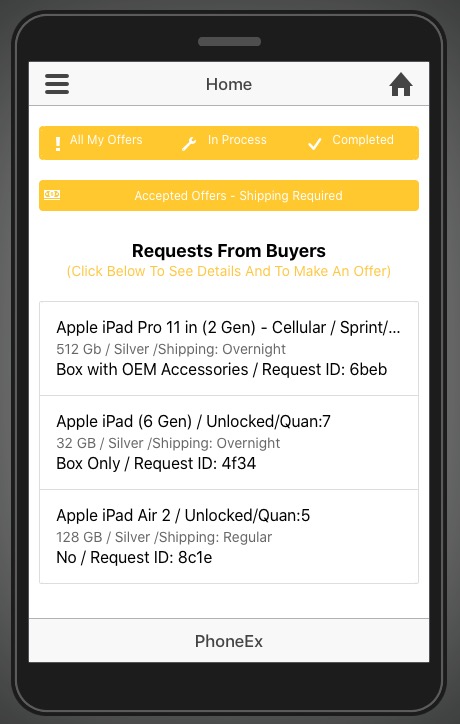 Home
All My Offers
In Process
Completed
Accepted Offers - Shipping Required
Requests From Buyers
(Click Below To See Details And To Make An Offer)
Apple iPad Pro 11 in (2 Gen) - Cellular / Sprint/...
512 Gb / Silver /Shipping: Overnight
Box with OEM Accessories / Request ID: 6beb
Apple iPad (6 Gen) / Unlocked/Quan:7
32 GB / Silver /Shipping: Overnight
Box Only / Request ID: 4f34
Apple iPad Air 2 / Unlocked/Quan:5
128 GB / Silver /Shipping: Regular
No / Request ID: 8c1e
PhoneEx